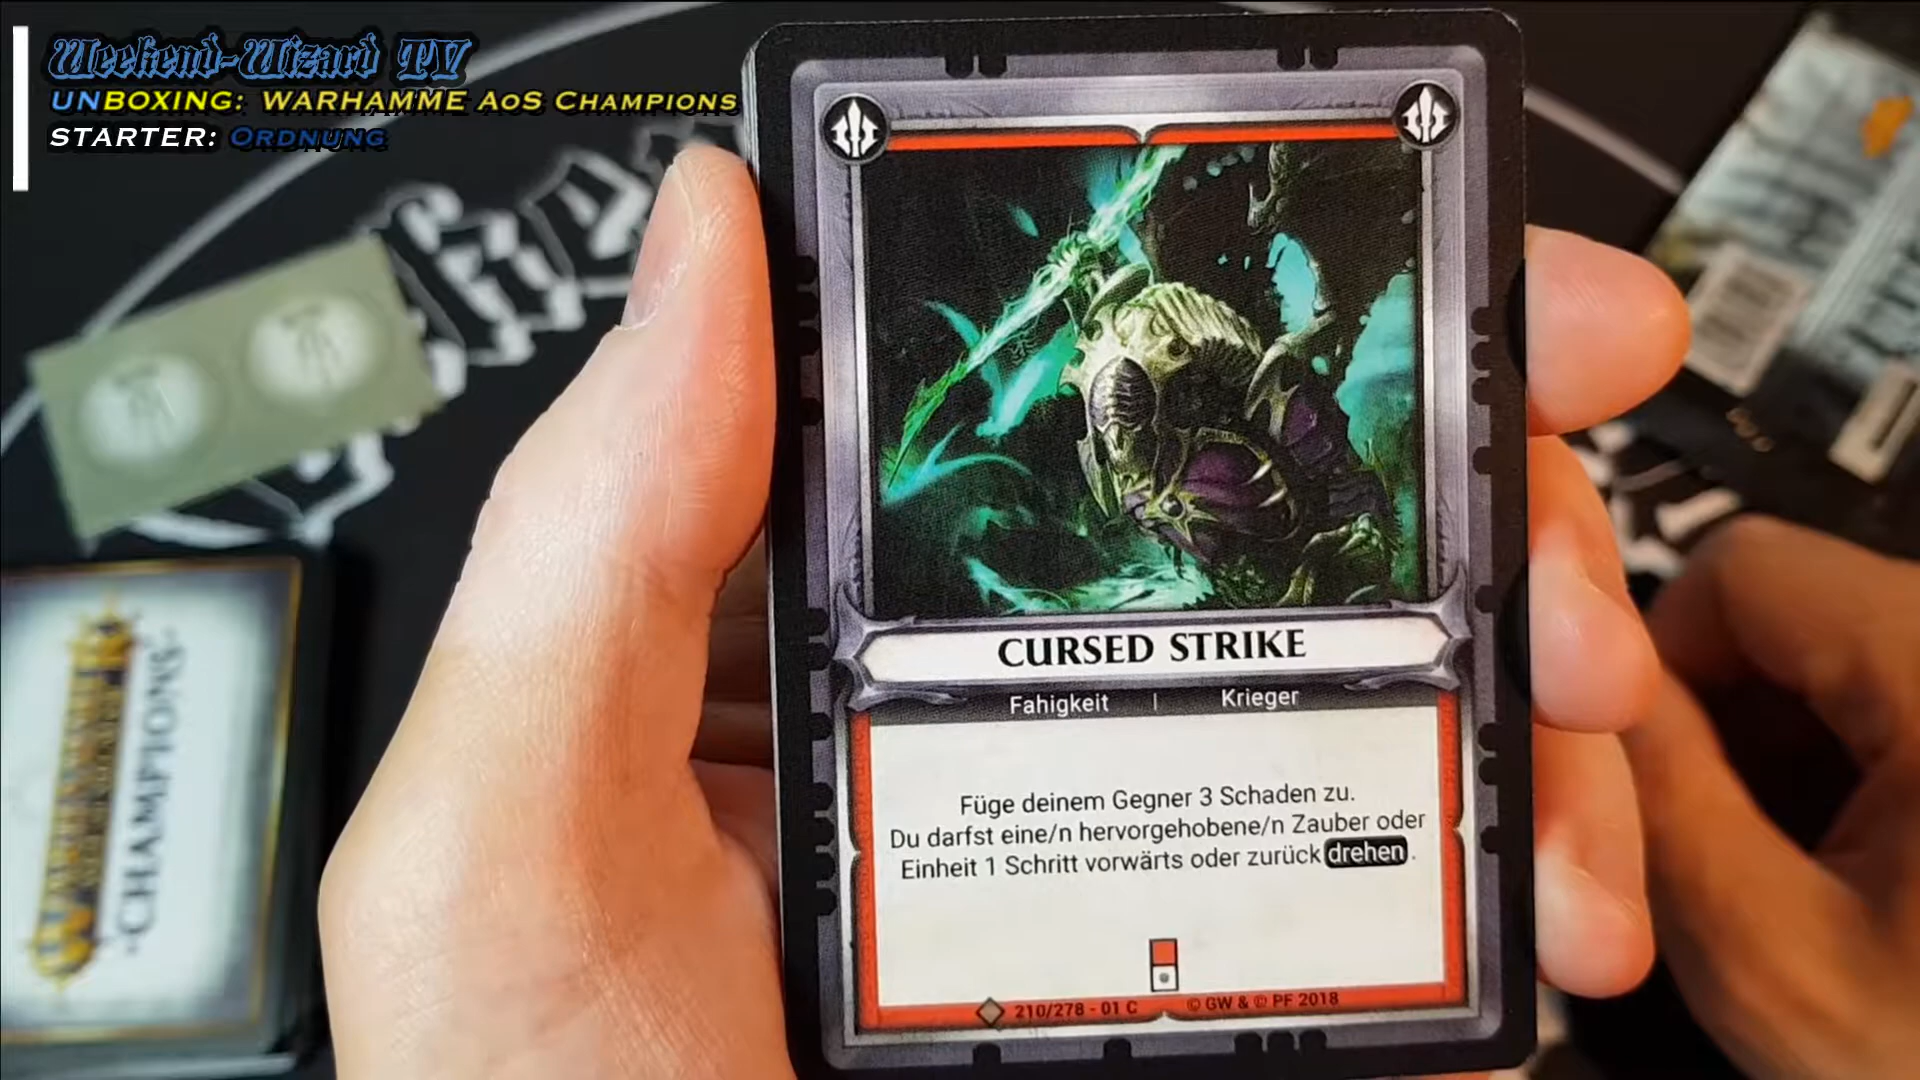 Weekend-Wizard TV
UNBOXING: WARHAMME AoS Champions
STARTER: Ordnung
CURSED STRIKE
Fahigkeit | Krieger
Füge deinem Gegner 3 Schaden zu.
Du darfst eine/n hervorgehobene/n Zauber oder
Einheit 1 Schritt vorwärts oder zurück drehen.
210/278 - 01 C © GW & © PF 2018
-CHAMPIONS-